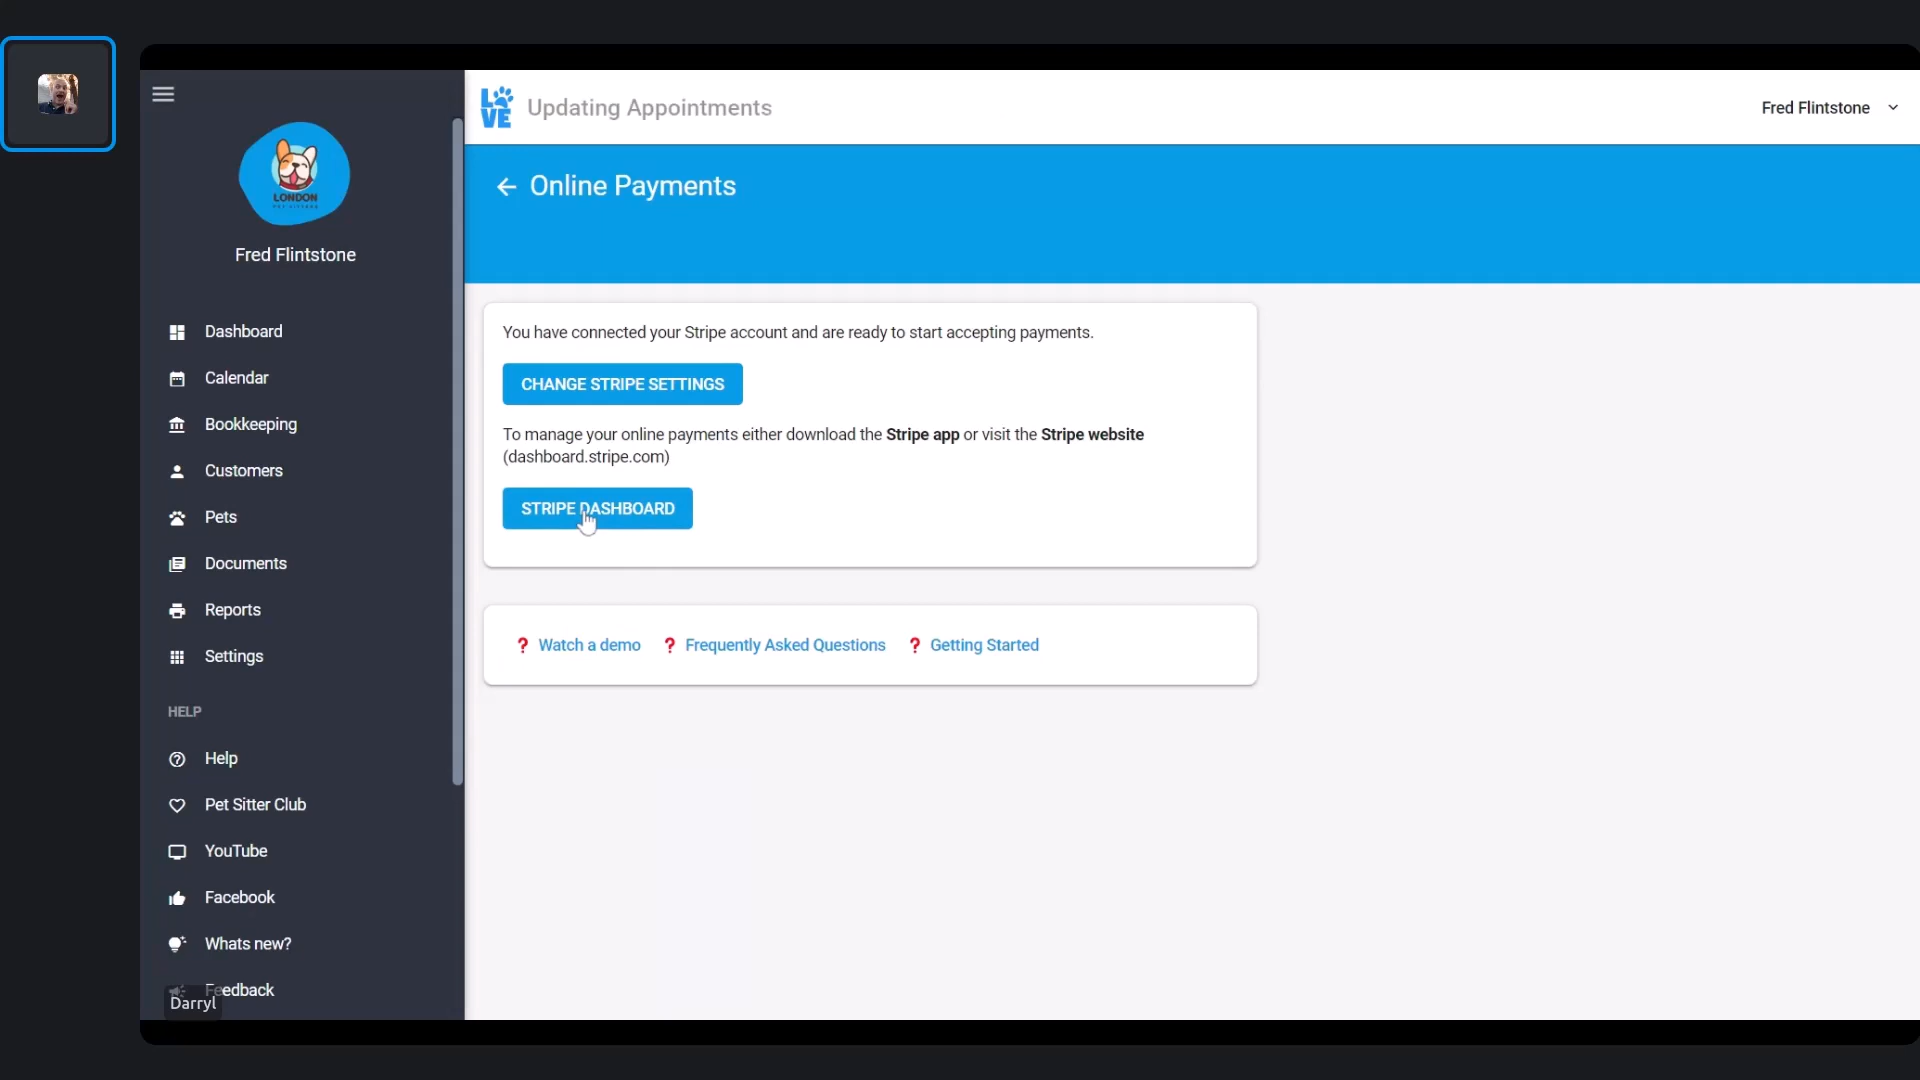 LOVE
Updating Appointments
Fred Flintstone
LONDON
Fred Flintstone
Dashboard
Calendar
Bookkeeping
Customers
Pets
Documents
Reports
Settings
HELP
Help
Pet Sitter Club
YouTube
Facebook
Whats new?
Feedback
Darryl
Online Payments
You have connected your Stripe account and are ready to start accepting payments.
CHANGE STRIPE SETTINGS
To manage your online payments either download the Stripe app or visit the Stripe website
(dashboard.stripe.com)
STRIPE DASHBOARD
? Watch a demo ? Frequently Asked Questions ? Getting Started